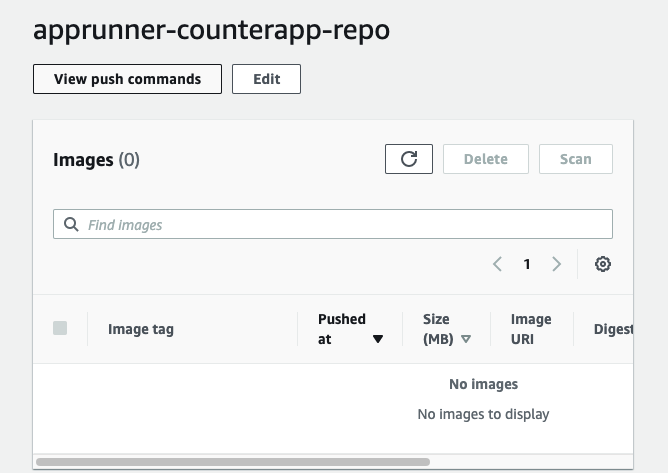 apprunner-counterapp-repo
View push commands
Edit
Images (0)
Delete
Scan
Find images
1
Image tag
Pushed
at
Size
(MB)
Image
URI
Digest
No images
No images to display